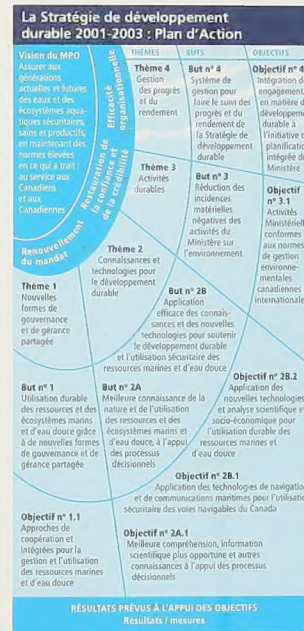 La Stratégie de développement
durable 2001-2003 : Plan d'Action
Vision du MPO
Assurer aux
générations
actuelles et futures
des eaux et des
écosystèmes aqua-
tiques sécuritaires,
sains et productifs,
en maintenant des
normes élevées
en ce qui a trait :
au service aux
Canadiens
et aux
Canadiennes
Efficacité
organisationnelle
Restauration de
la confiance et
de la crédibilité
Renouvellement
du mandat
THÈMES
BUTS
OBJECTIFS
Thème 4
Gestion
des progrès
et du
rendement
But nº 4
Système de
gestion pour
faire le suivi des
progrès et du
rendement de
la Stratégie de
développement
durable
Objectif nº 4
Intégration d
engagement
en matière d
développeme
durable à
l'initiative
planificatio
intégrée d
Ministère
Thème 3
Activités
durables
But nº 3
Réduction des
incidences
matérielles
négatives des
activités du
Ministère sur
l'environnement
Objectif
nº 3.1
Activités
Ministériell
conformes
aux normes
de gestion
environne-
mentales
canadiennes
internationale
Thème 2
Connaissances et
technologies pour
le développement
durable
But nº 2B
Application
efficace des connais-
sances et des nouvelles
technologies pour soutenir
le développement durable
et l'utilisation sécuritaire des
ressources marines et d'eau douce
Objectif nº 2B.2
Application des
nouvelles technologies
et analyse scientifique e
socio-économique pour
l'utilisation durable des
ressources marines et
d'eau douce
Thème 1
Nouvelles
formes de
gouvernance
et de gérance
partagée
But nº 1
Utilisation durable
des ressources et des
écosystèmes marins
et d'eau douce grâce
à de nouvelles formes
de gouvernance et de
gérance partagée
But nº 2A
Meilleure connaissance de la
nature et de l'utilisation
des ressources et des
écosystèmes marins et
d'eau douce, à l'appui
des processus
décisionnels
Objectif nº 2B.1
Application des technologies de navigatio
et de communications maritimes pour l'utilisatio
sécuritaire des voies navigables du Canada
Objectif nº 1.1
Approches de
coopération et
intégrées pour la
gestion et l'utilisation
des ressources marines
et d'eau douce
Objectif nº 2A.1
Meilleure compréhension, information
scientifique plus opportune et autres
connaissances à l'appui des processus
décisionnels
RÉSULTATS PRÉVUS À L'APPUI DES OBJECTIFS
Résultats / mesures